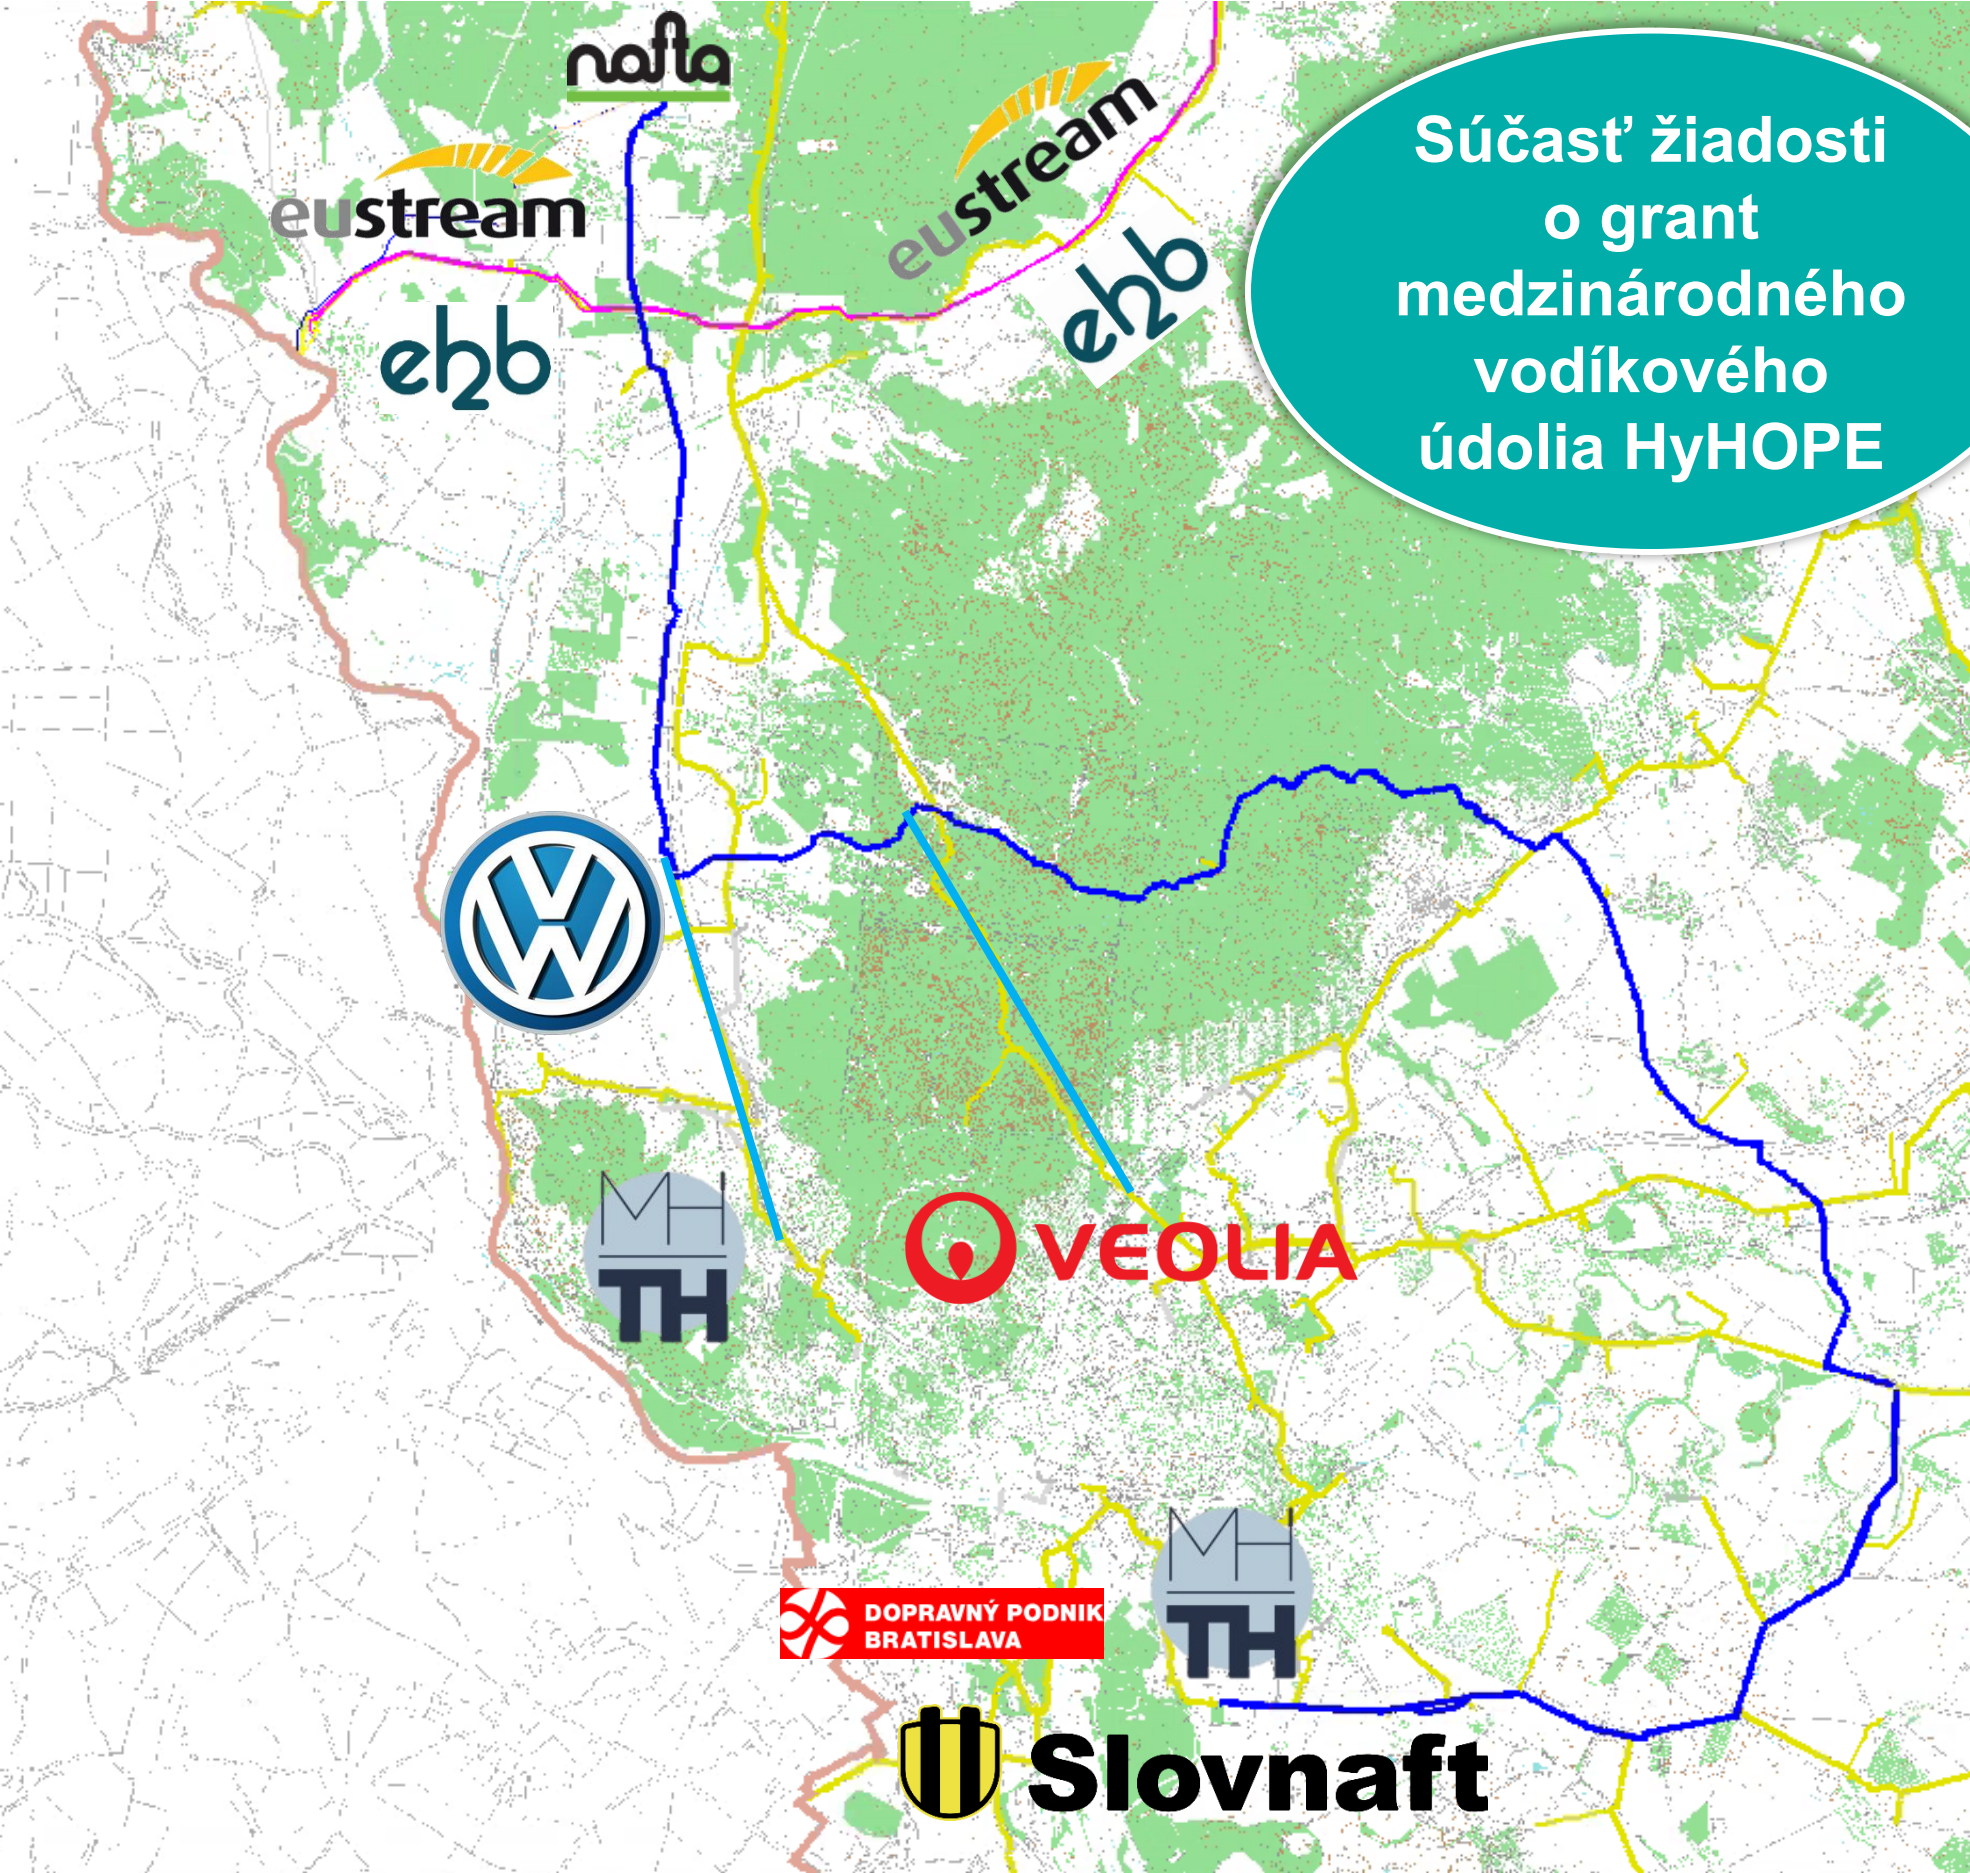 nafta
eustream
eustream
eh2b
eh2b
Súčasť žiadosti
o grant
medzinárodného
vodíkového
údolia HyHOPE
VW
MH
TH
VEOLIA
MH
TH
DOPRAVNÝ PODNIK
BRATISLAVA
Slovnaft